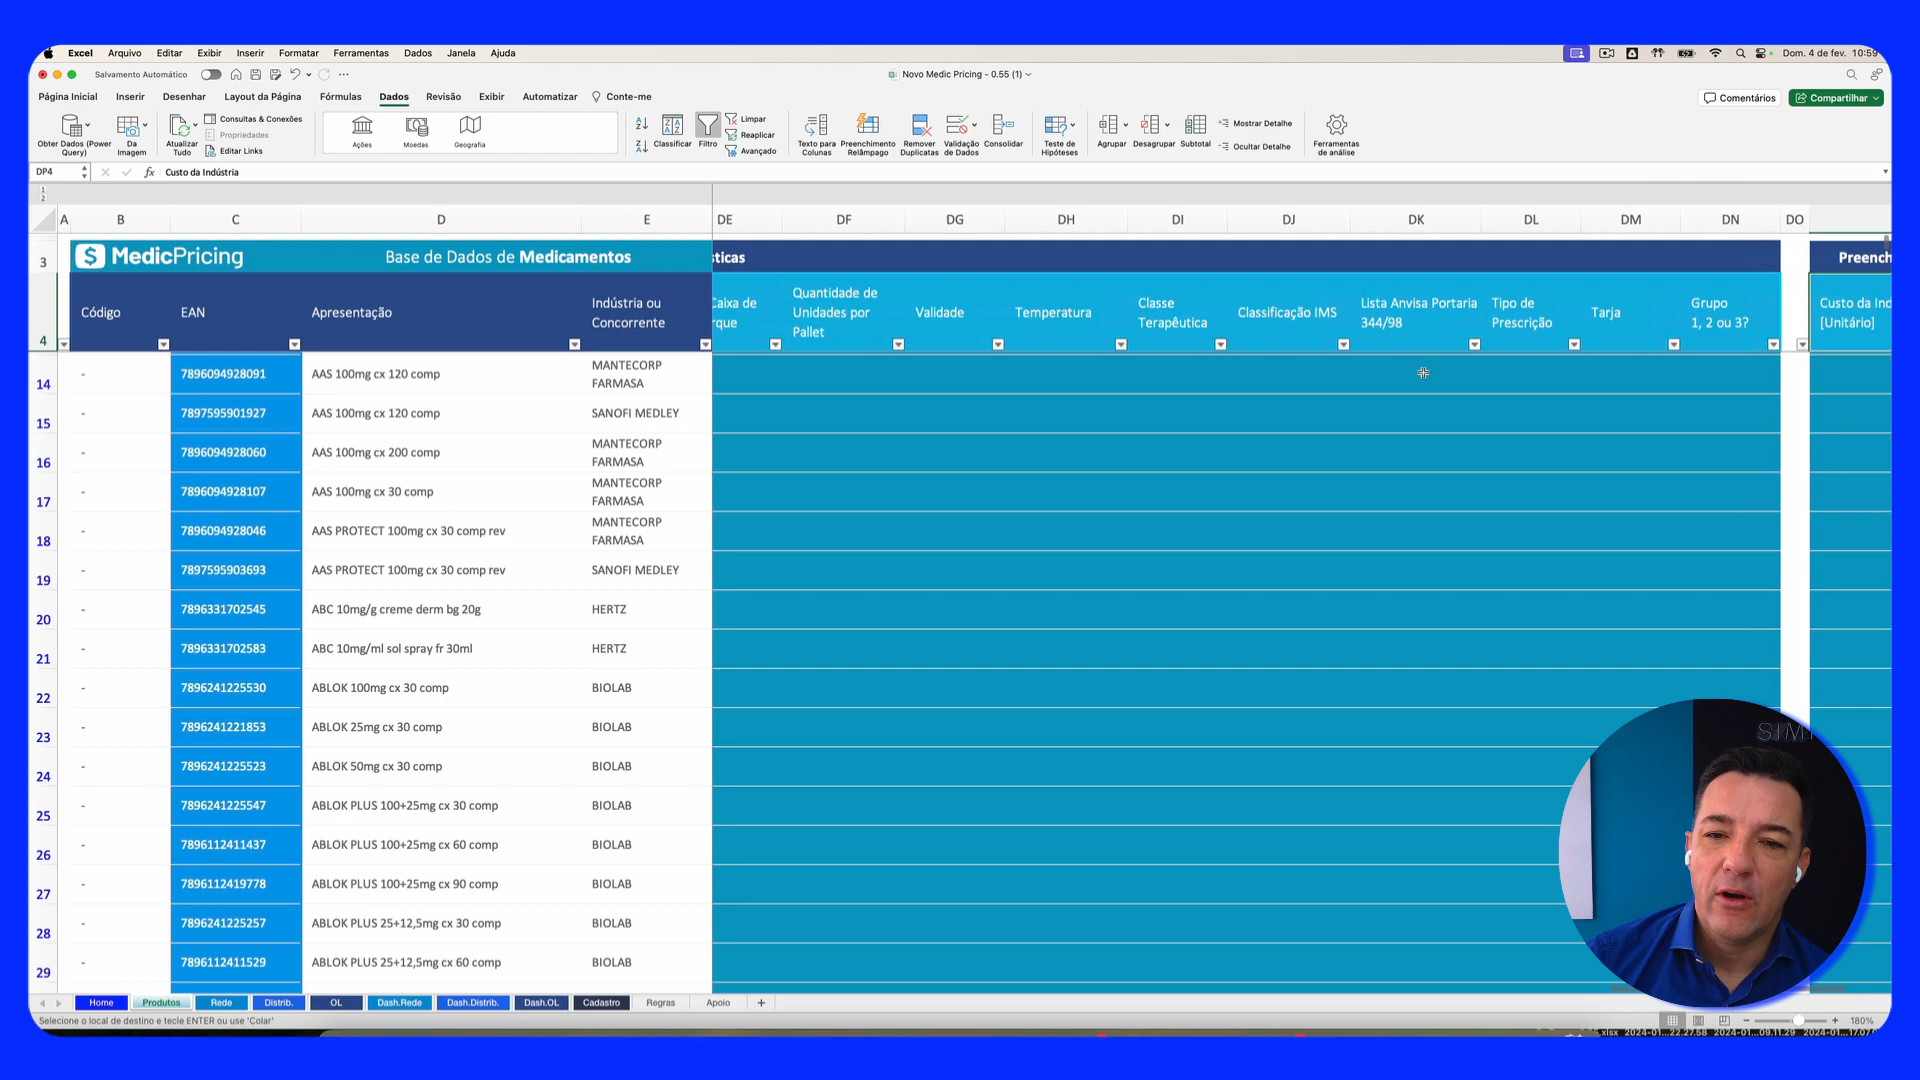 Excel Arquivo Editar Exibir Inserir Formatar Ferramentas Dados Janela Ajuda Dom. 4 de fev. 10:59
Salvamento Automático Novo Medic Pricing - 0.55 (1)
Página Inicial Inserir Desenhar Layout da Página Fórmulas Dados Revisão Exibir Automatizar Conte-me Comentários Compartilhar
Obter Dados (Power Query) Da Imagem Atualizar Tudo Consultas & Conexões Propriedades Editar Links Ações Moedas Geografia Classificar Filtro Limpar Reaplicar Avançado Texto para Colunas Preenchimento Relâmpago Remover Duplicatas Validação de Dados Consolidar Teste de Hipóteses Agrupar Desagrupar Subtotal Mostrar Detalhe Ocultar Detalhe Ferramentas de análise
DP4 fx Custo da Indústria
1
2
A B C D E DE DF DG DH DI DJ DK DL DM DN DO
3 $ MedicPricing Base de Dados de Medicamentos sticas Preench
4 Código EAN Apresentação Indústria ou Concorrente Caixa de rque Quantidade de Unidades por Pallet Validade Temperatura Classe Terapêutica Classificação IMS Lista Anvisa Portaria 344/98 Tipo de Prescrição Tarja Grupo 1, 2 ou 3? Custo da Ind [Unitário]
14 - 7896094928091 AAS 100mg cx 120 comp MANTECORP FARMASA
15 - 7897595901927 AAS 100mg cx 120 comp SANOFI MEDLEY
16 - 7896094928060 AAS 100mg cx 200 comp MANTECORP FARMASA
17 - 7896094928107 AAS 100mg cx 30 comp MANTECORP FARMASA
18 - 7896094928046 AAS PROTECT 100mg cx 30 comp rev MANTECORP FARMASA
19 - 7897595903693 AAS PROTECT 100mg cx 30 comp rev SANOFI MEDLEY
20 - 7896331702545 ABC 10mg/g creme derm bg 20g HERTZ
21 - 7896331702583 ABC 10mg/ml sol spray fr 30ml HERTZ
22 - 7896241225530 ABLOK 100mg cx 30 comp BIOLAB
23 - 7896241221853 ABLOK 25mg cx 30 comp BIOLAB
24 - 7896241225523 ABLOK 50mg cx 30 comp BIOLAB
25 - 7896241225547 ABLOK PLUS 100+25mg cx 30 comp BIOLAB
26 - 7896112411437 ABLOK PLUS 100+25mg cx 60 comp BIOLAB
27 - 7896112419778 ABLOK PLUS 100+25mg cx 90 comp BIOLAB
28 - 7896241225257 ABLOK PLUS 25+12,5mg cx 30 comp BIOLAB
29 - 7896112411529 ABLOK PLUS 25+12,5mg cx 60 comp BIOLAB
Home Produtos Rede Distrib. OL Dash.Rede Dash.Distrib. Dash.OL Cadastro Regras Apoio +
Selecione o local de destino e tecle ENTER ou use 'Colar' 180%